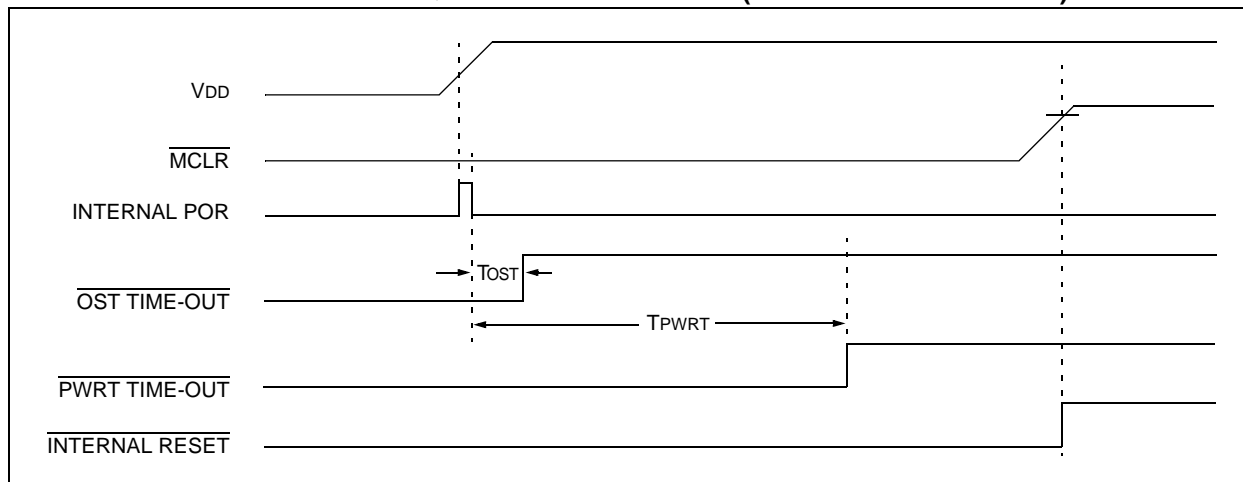 VDD
MCLR
INTERNAL POR
TOST
OST TIME-OUT
TPWRT
PWRT TIME-OUT
INTERNAL RESET